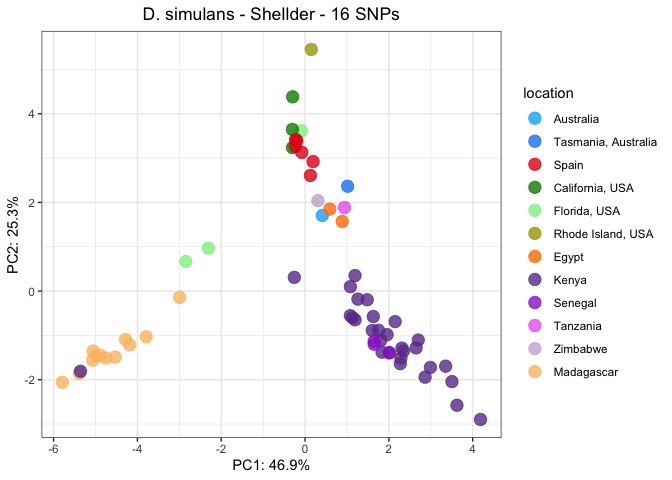 D. simulans - Shellder - 16 SNPs
PC2: 25.3%
4
2
0
-2
-6
-4
-2
0
2
4
PC1: 46.9%
location
Australia
Tasmania, Australia
Spain
California, USA
Florida, USA
Rhode Island, USA
Egypt
Kenya
Senegal
Tanzania
Zimbabwe
Madagascar